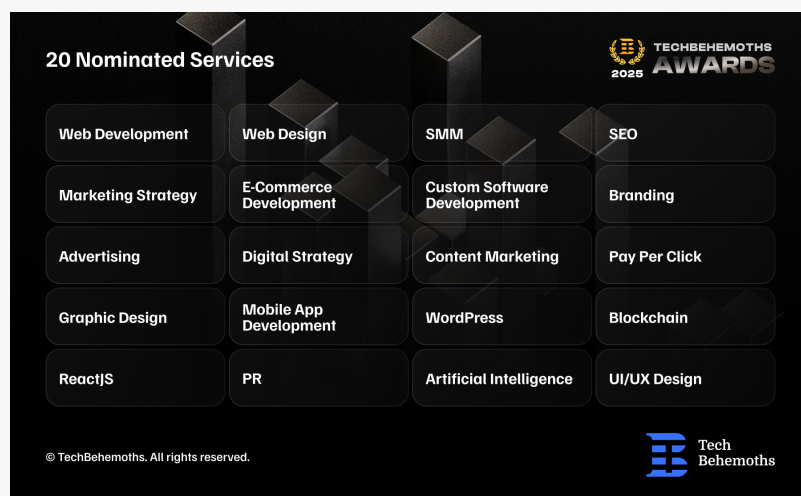 20 Nominated Services
TECHBEHEMOTHS
AWARDS
2025
Web Development
Web Design
SMM
SEO
Marketing Strategy
E-Commerce
Development
Custom Software
Development
Branding
Advertising
Digital Strategy
Content Marketing
Pay Per Click
Graphic Design
Mobile App
Development
WordPress
Blockchain
ReactJS
PR
Artificial Intelligence
UI/UX Design
© TechBehemoths. All rights reserved.
Tech
Behemoths